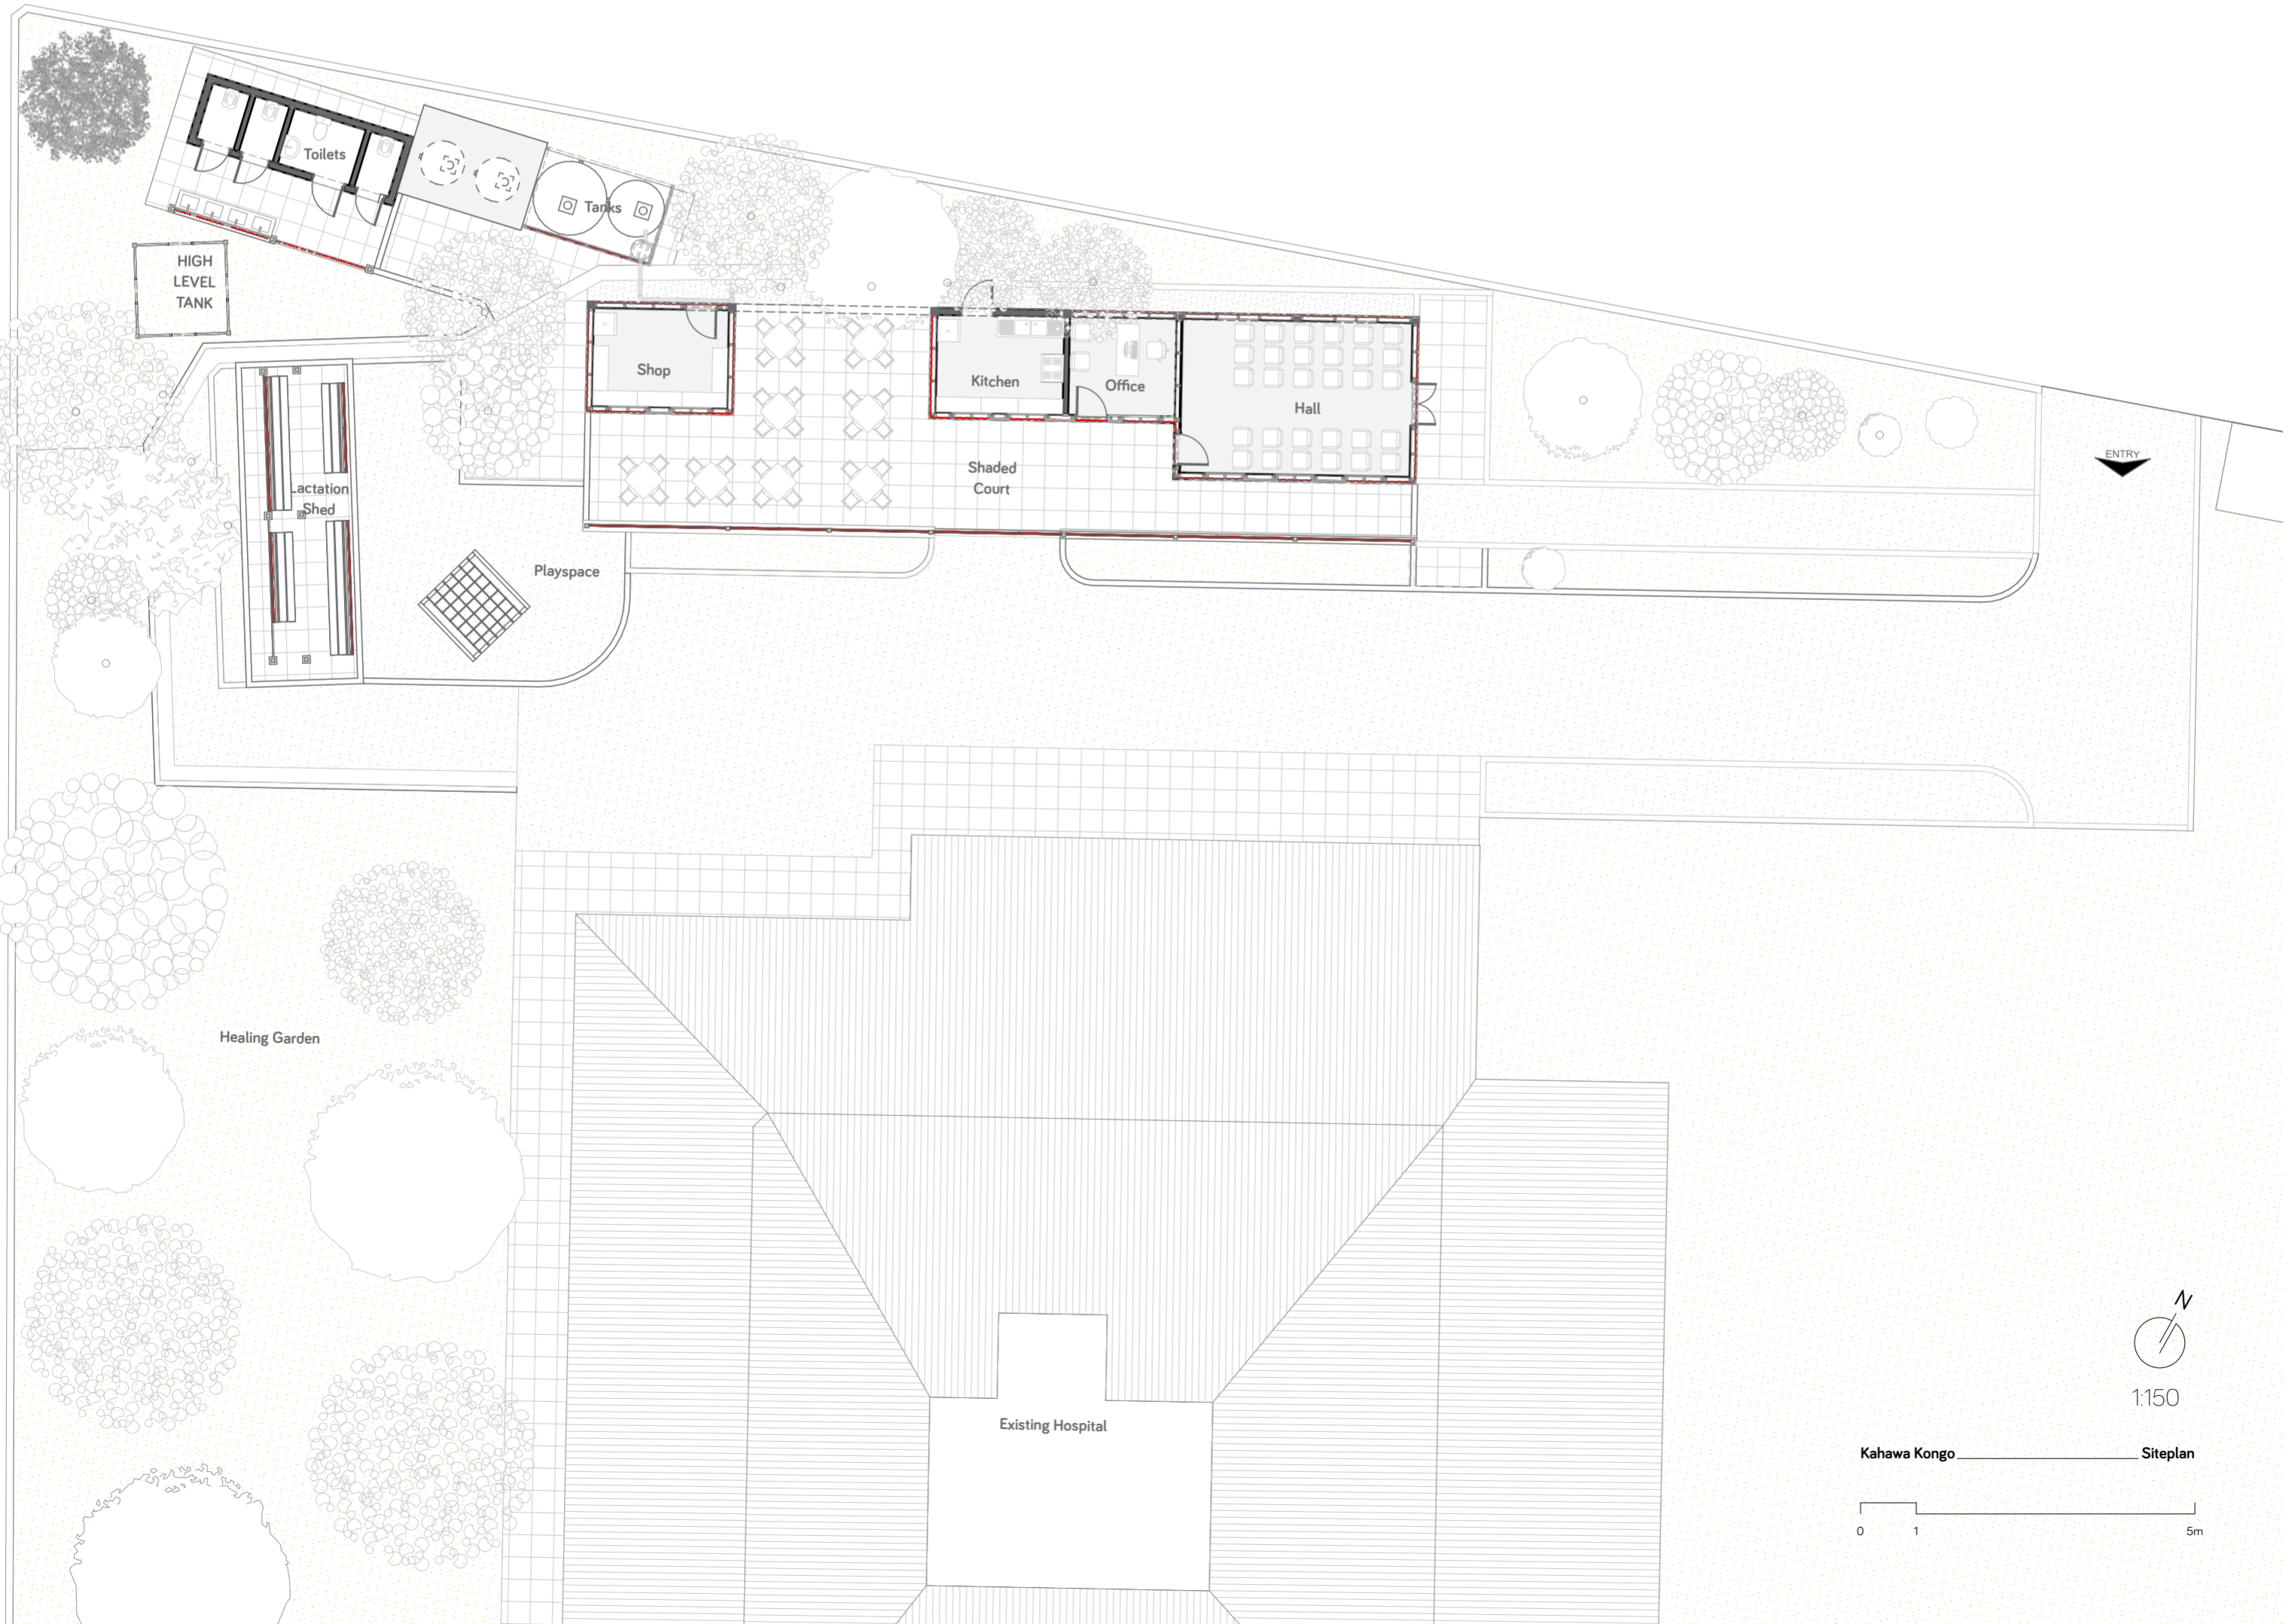 Toilets
Tanks
HIGH
LEVEL
TANK
Shop
Kitchen
Office
Hall
ENTRY
Shaded
Court
Lactation
Shed
Playspace
Healing Garden
Existing Hospital
N
1:150
Kahawa Kongo Siteplan
0 1 5m